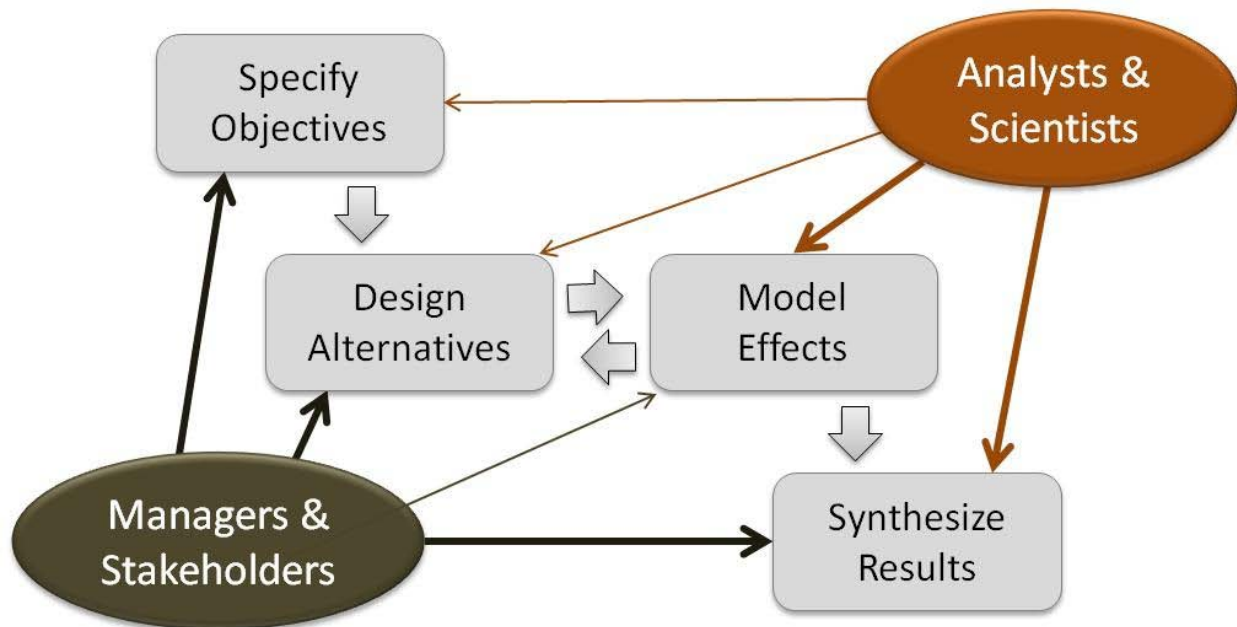 Specify
Objectives
Analysts &
Scientists
Design
Alternatives
Model
Effects
Managers &
Stakeholders
Synthesize
Results